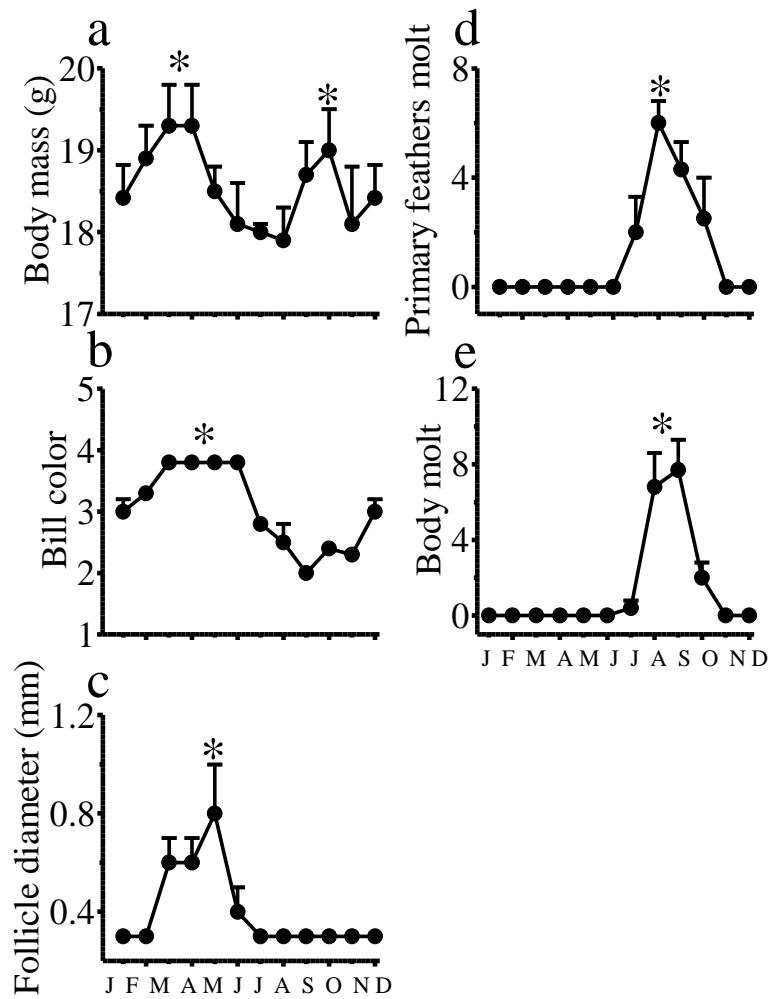 a
*
*
20
19
18
17
Body mass (g)
b
*
5
4
3
2
1
Bill color
c
*
1.2
0.8
0.4
Follicle diameter (mm)
J F M A M J J A S O N D
d
*
8
4
0
Primary feathers molt
e
*
12
8
4
0
Body molt
J F M A M J J A S O N D